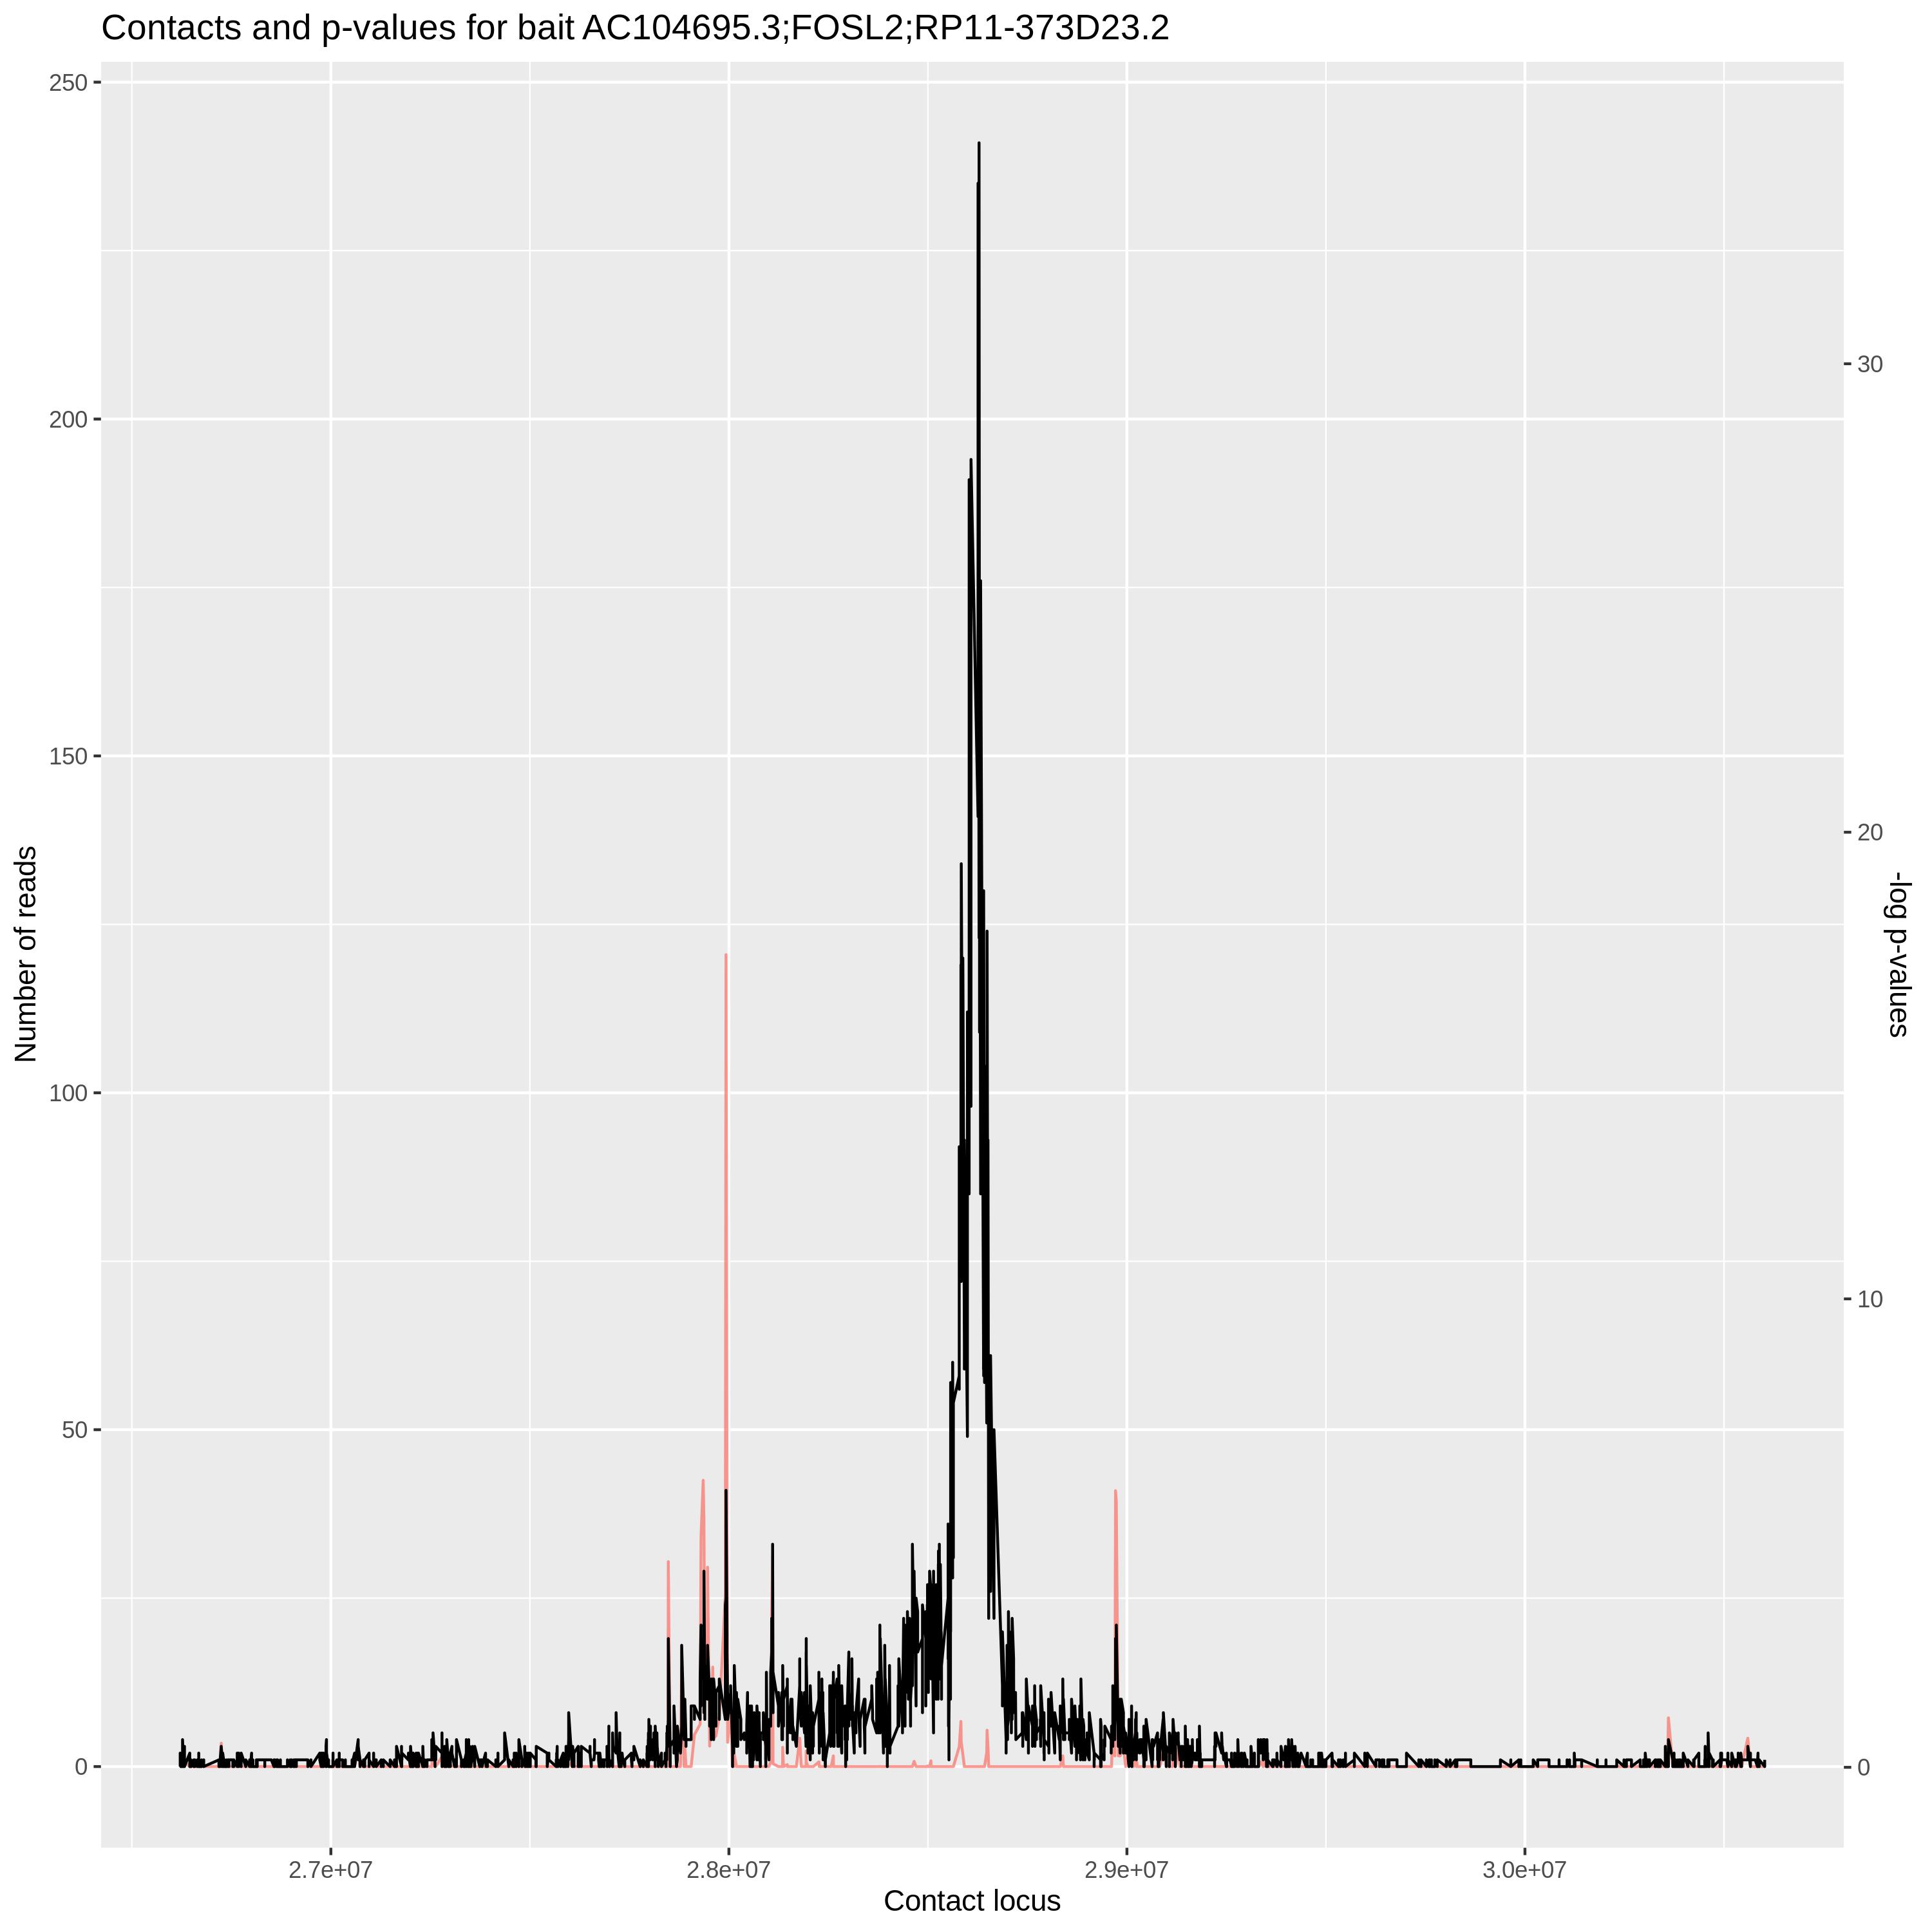 Contacts and p-values for bait AC104695.3;FOSL2;RP11-373D23.2
250
200
150
100
50
0
Number of reads
30
20
10
0
-log p-values
2.7e+07
2.8e+07
2.9e+07
3.0e+07
Contact locus